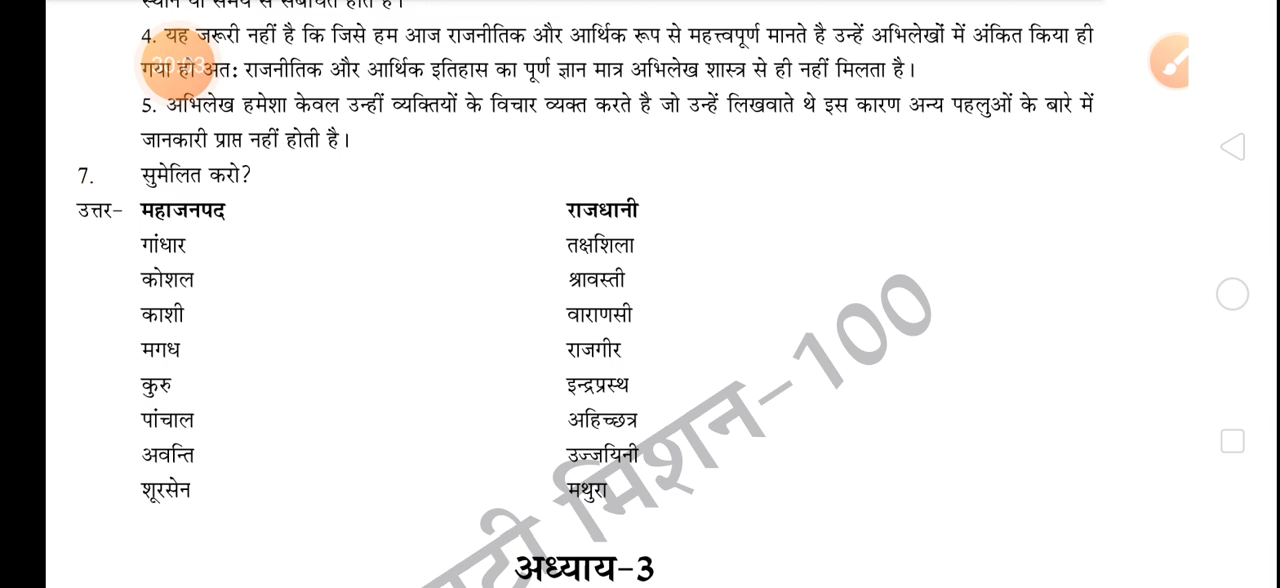 स्थान या समय से संबंधित होते हैं।
4. यह जरूरी नहीं है कि जिसे हम आज राजनीतिक और आर्थिक रूप से महत्त्वपूर्ण मानते है उन्हें अभिलेखों में अंकित किया ही
गया हो अत: राजनीतिक और आर्थिक इतिहास का पूर्ण ज्ञान मात्र अभिलेख शास्त्र से ही नहीं मिलता है।
5. अभिलेख हमेशा केवल उन्हीं व्यक्तियों के विचार व्यक्त करते है जो उन्हें लिखवाते थे इस कारण अन्य पहलुओं के बारे में
जानकारी प्राप्त नहीं होती है।
7. सुमेलित करो?
उत्तर- महाजनपद राजधानी
गांधार तक्षशिला
कोशल श्रावस्ती
काशी वाराणसी
मगध राजगीर
कुरु इन्द्रप्रस्थ
पांचाल अहिच्छत्र
अवन्ति उज्जयिनी
शूरसेन मथुरा
मिशन-100
अध्याय-3